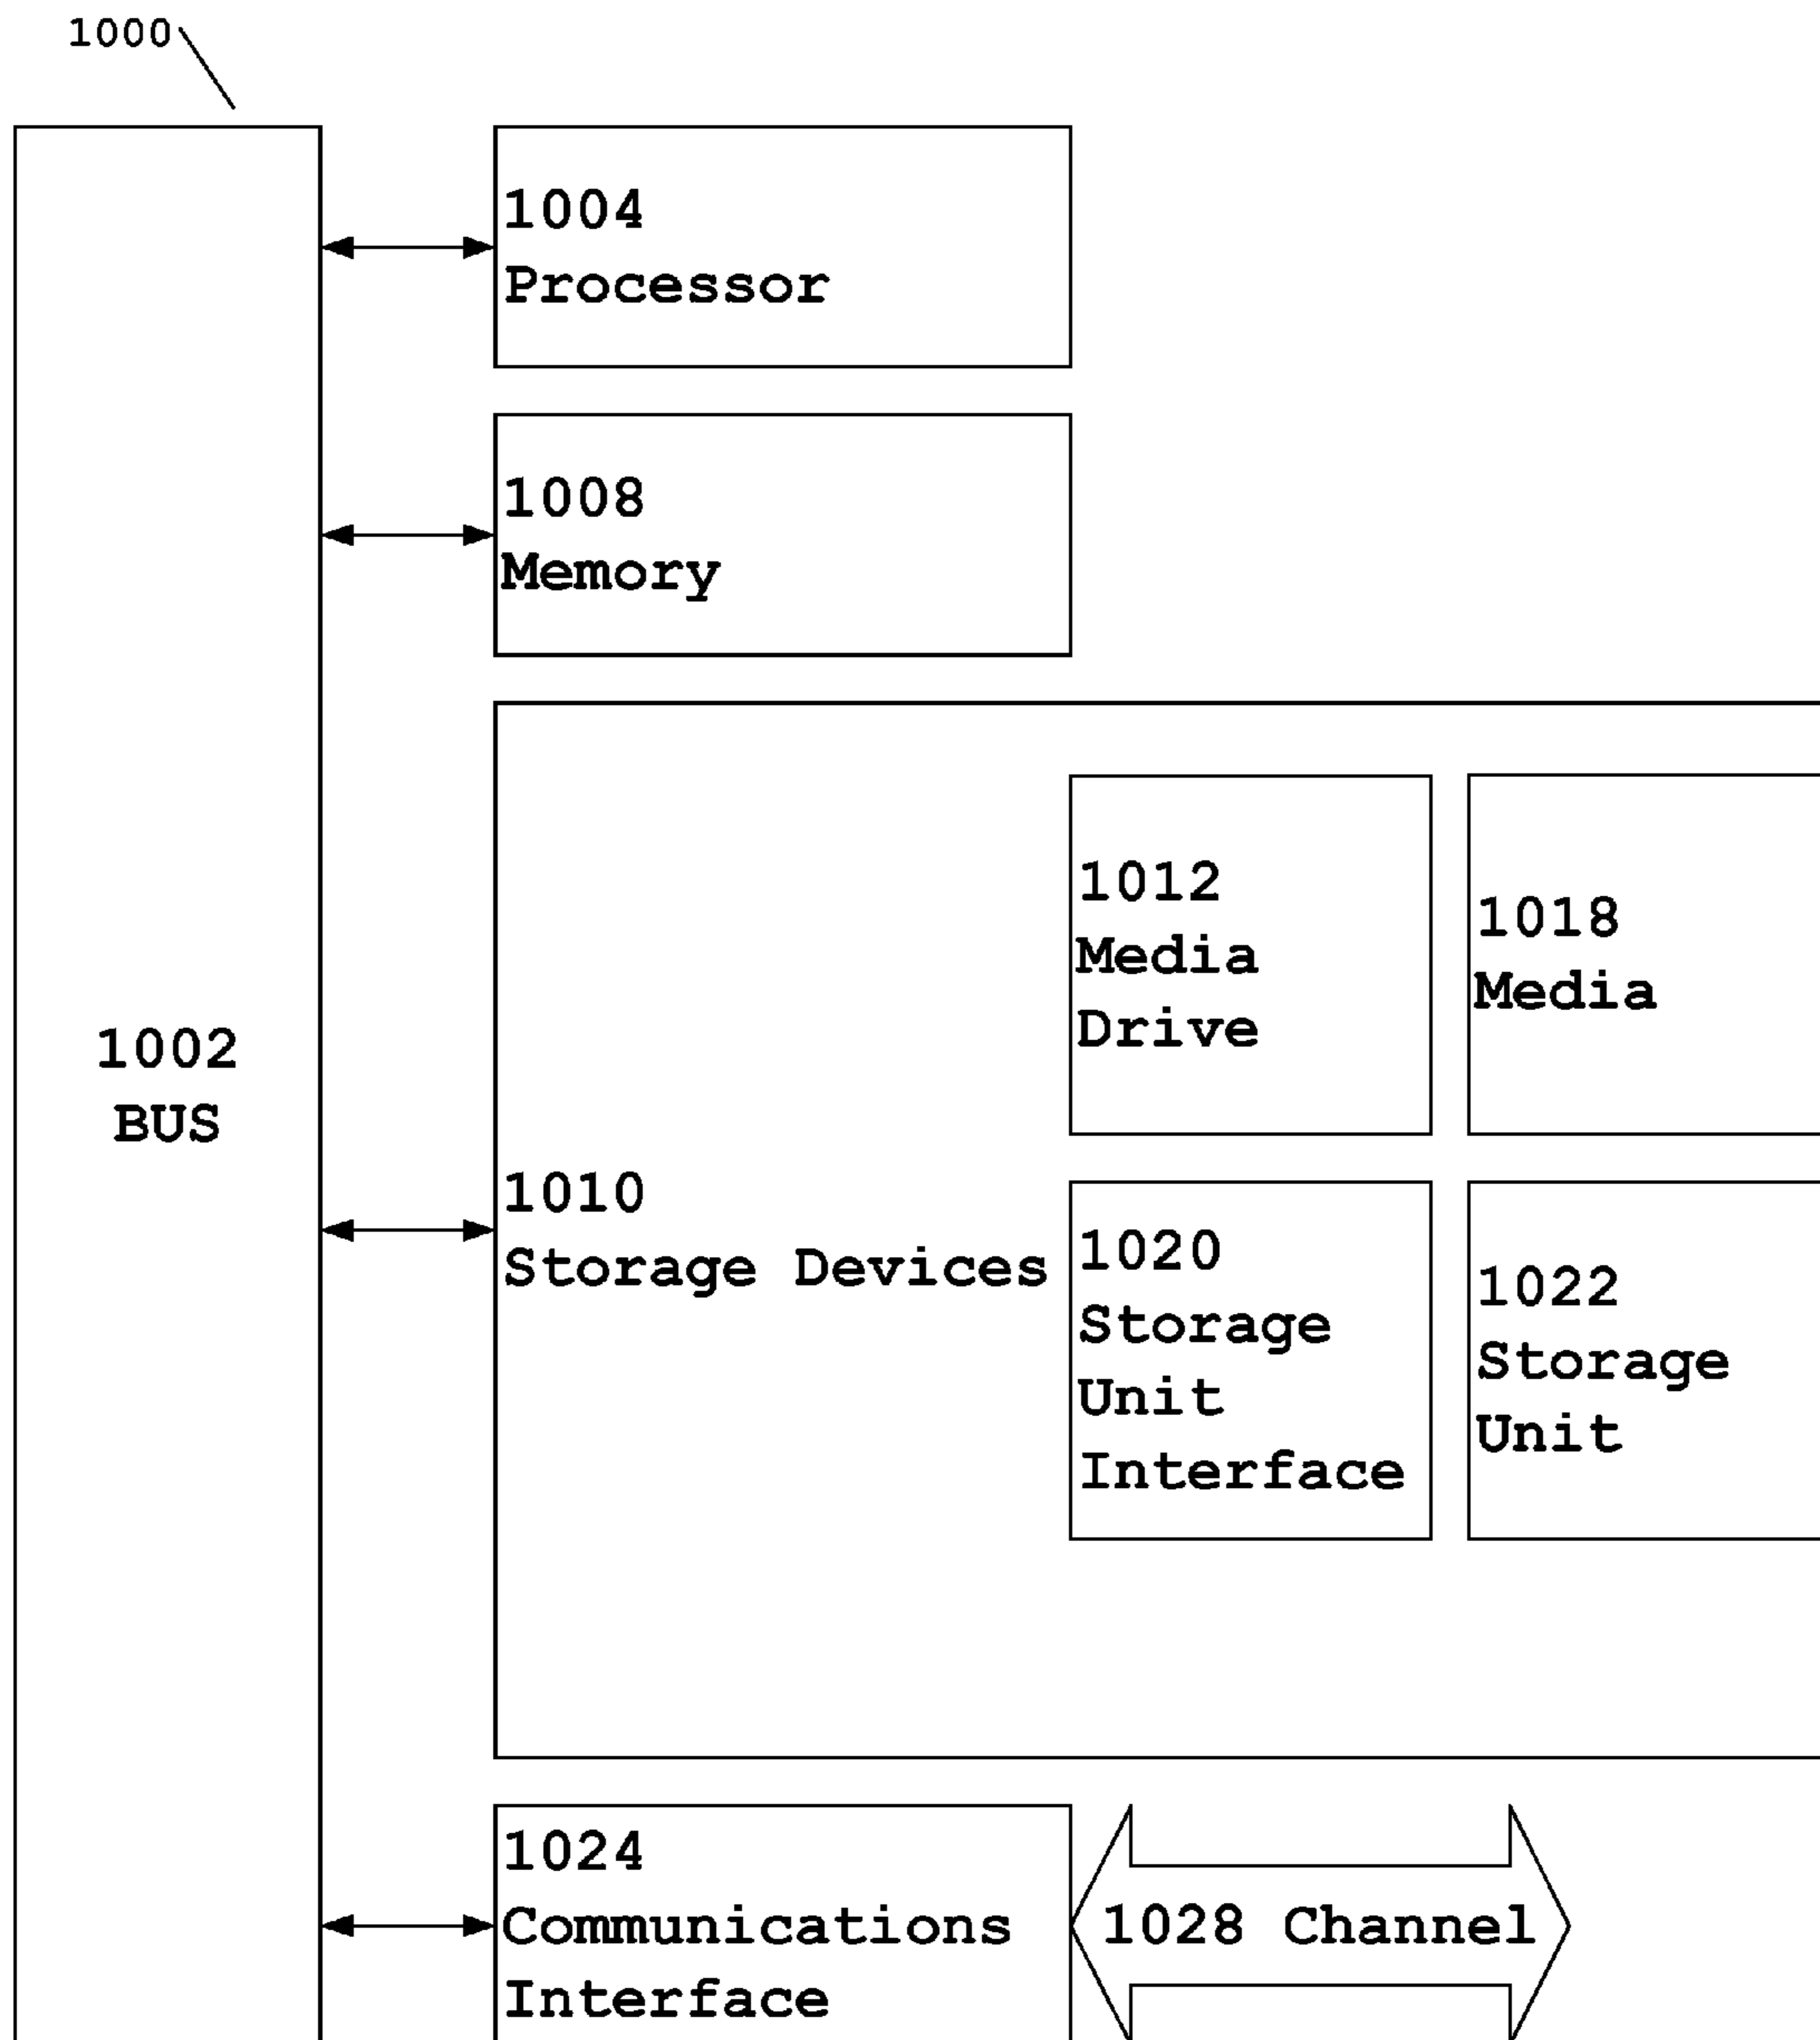 1000
1004
Processor
1008
Memory
1012
Media
Drive
1018
Media
1002
BUS
1010
Storage Devices
1020
Storage
Unit
Interface
1022
Storage
Unit
1024
Communications
Interface
1028 Channel